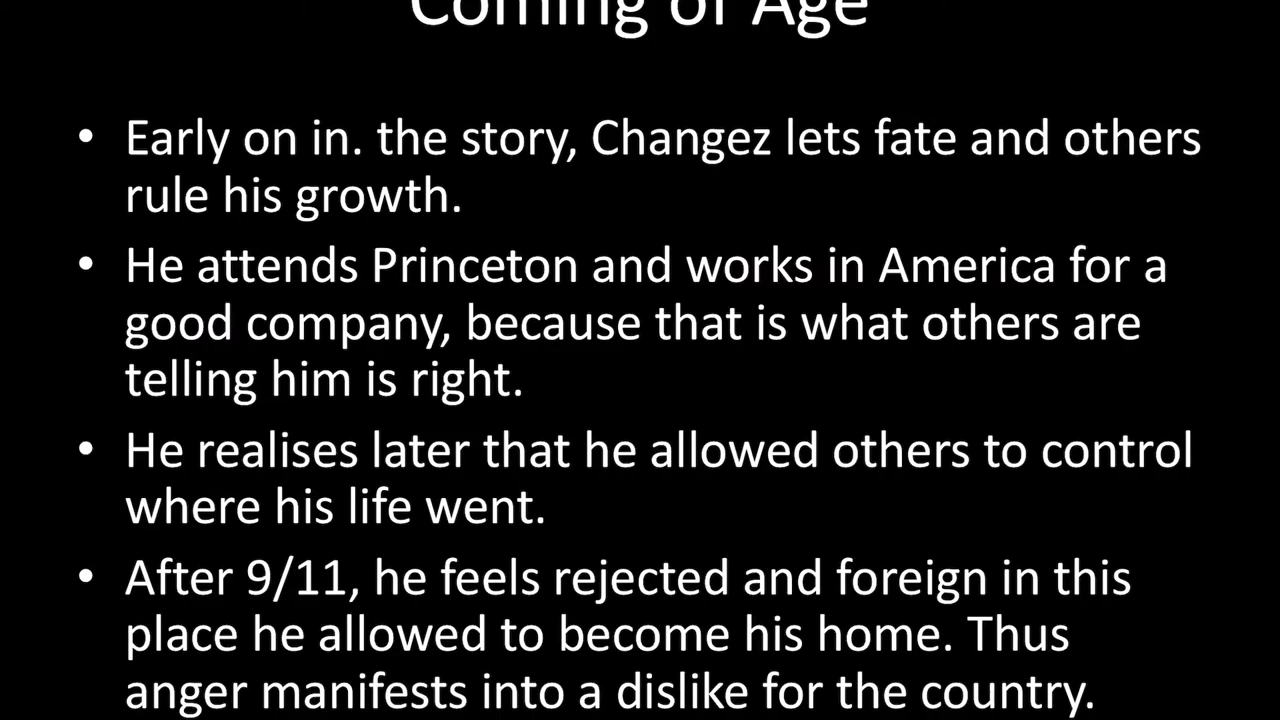 Coming of Age
• Early on in. the story, Changez lets fate and others
rule his growth.
• He attends Princeton and works in America for a
good company, because that is what others are
telling him is right.
• He realises later that he allowed others to control
where his life went.
• After 9/11, he feels rejected and foreign in this
place he allowed to become his home. Thus
anger manifests into a dislike for the country.